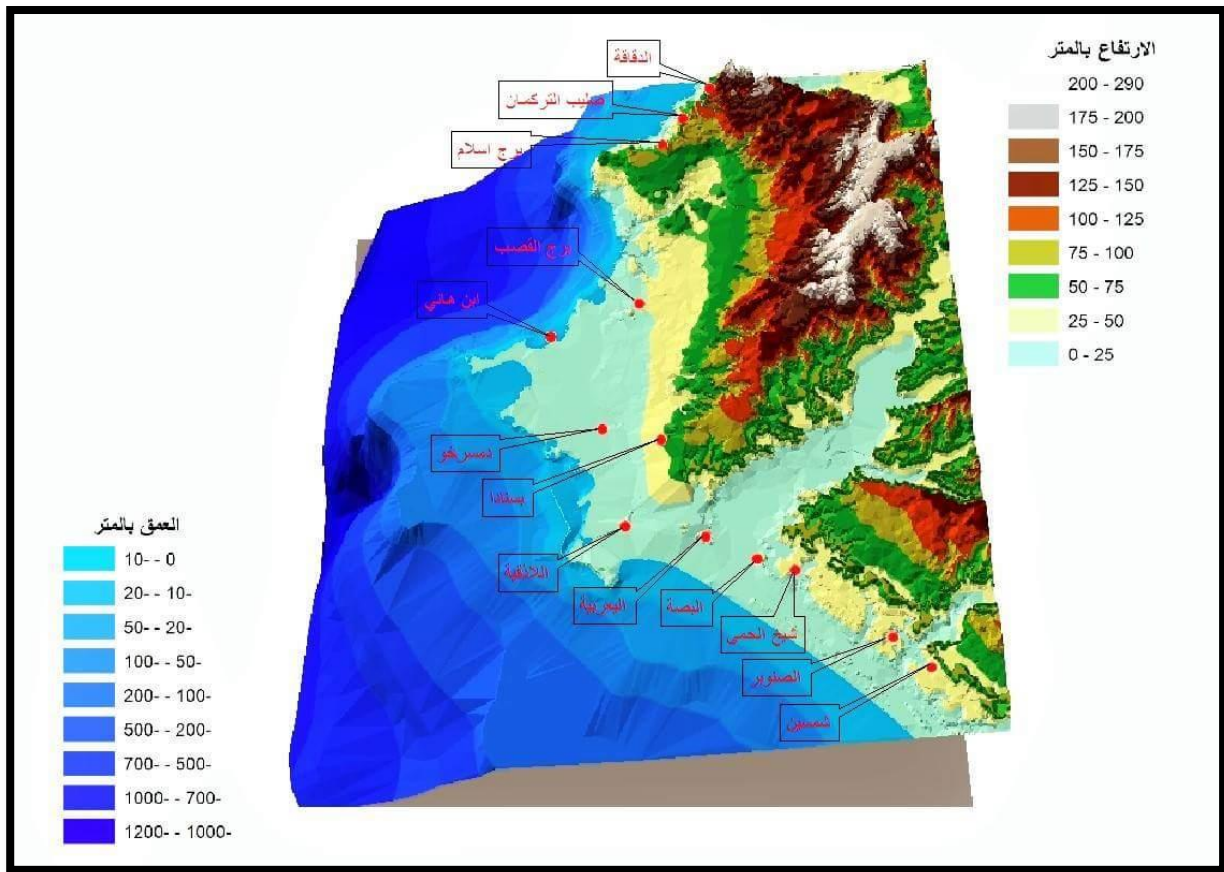 الارتفاع بالمتر
200 - 290
175 - 200
150 - 175
125 - 150
100 - 125
75 - 100
50 - 75
25 - 50
0 - 25
الدقاقة
صليب التركمان
برج اسلام
برج القصب
ابن هاني
دمسرخو
بسنادا
اللاذقية
البصة
شيخ الحمى
الصنوبر
شمسين
العمق بالمتر
10- - 0
20- - 10-
50- - 20-
100- - 50-
200- - 100-
500- - 200-
700- - 500-
1000- - 700-
1200- - 1000-